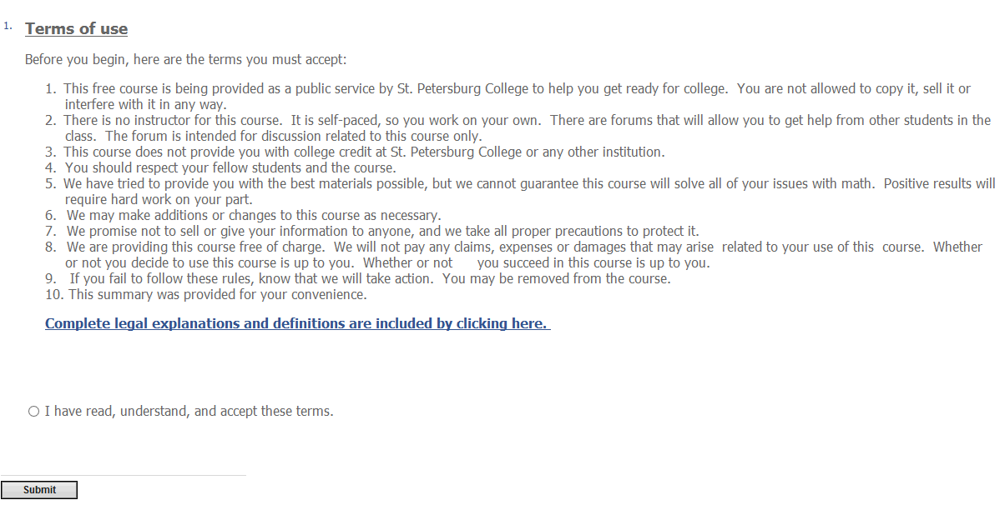 1. Terms of use
Before you begin, here are the terms you must accept:
1. This free course is being provided as a public service by St. Petersburg College to help you get ready for college. You are not allowed to copy it, sell it or
interfere with it in any way.
2. There is no instructor for this course. It is self-paced, so you work on your own. There are forums that will allow you to get help from other students in the
class. The forum is intended for discussion related to this course only.
3. This course does not provide you with college credit at St. Petersburg College or any other institution.
4. You should respect your fellow students and the course.
5. We have tried to provide you with the best materials possible, but we cannot guarantee this course will solve all of your issues with math. Positive results will
require hard work on your part.
6. We may make additions or changes to this course as necessary.
7. We promise not to sell or give your information to anyone, and we take all proper precautions to protect it.
8. We are providing this course free of charge. We will not pay any claims, expenses or damages that may arise related to your use of this course. Whether
or not you decide to use this course is up to you. Whether or not you succeed in this course is up to you.
9. If you fail to follow these rules, know that we will take action. You may be removed from the course.
10. This summary was provided for your convenience.
Complete legal explanations and definitions are included by clicking here.
I have read, understand, and accept these terms.
Submit